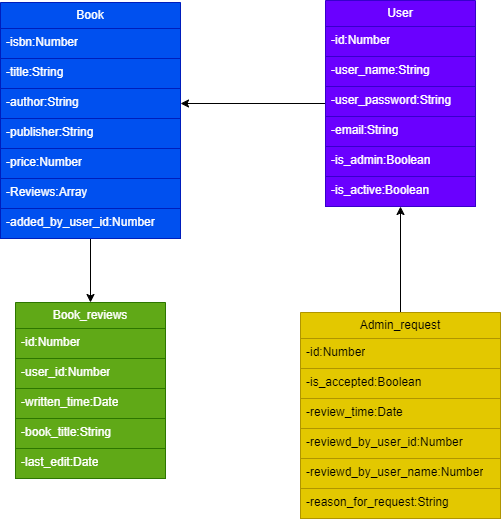 Book
-isbn:Number
-title:String
-author:String
-publisher:String
-price:Number
-Reviews:Array
-added_by_user_id:Number
User
-id:Number
-user_name:String
-user_password:String
-email:String
-is_admin:Boolean
-is_active:Boolean
Book_reviews
-id:Number
-user_id:Number
-written_time:Date
-book_title:String
-last_edit:Date
Admin_request
-id:Number
-is_accepted:Boolean
-review_time:Date
-reviewd_by_user_id:Number
-reviewd_by_user_name:Number
-reason_for_request:String